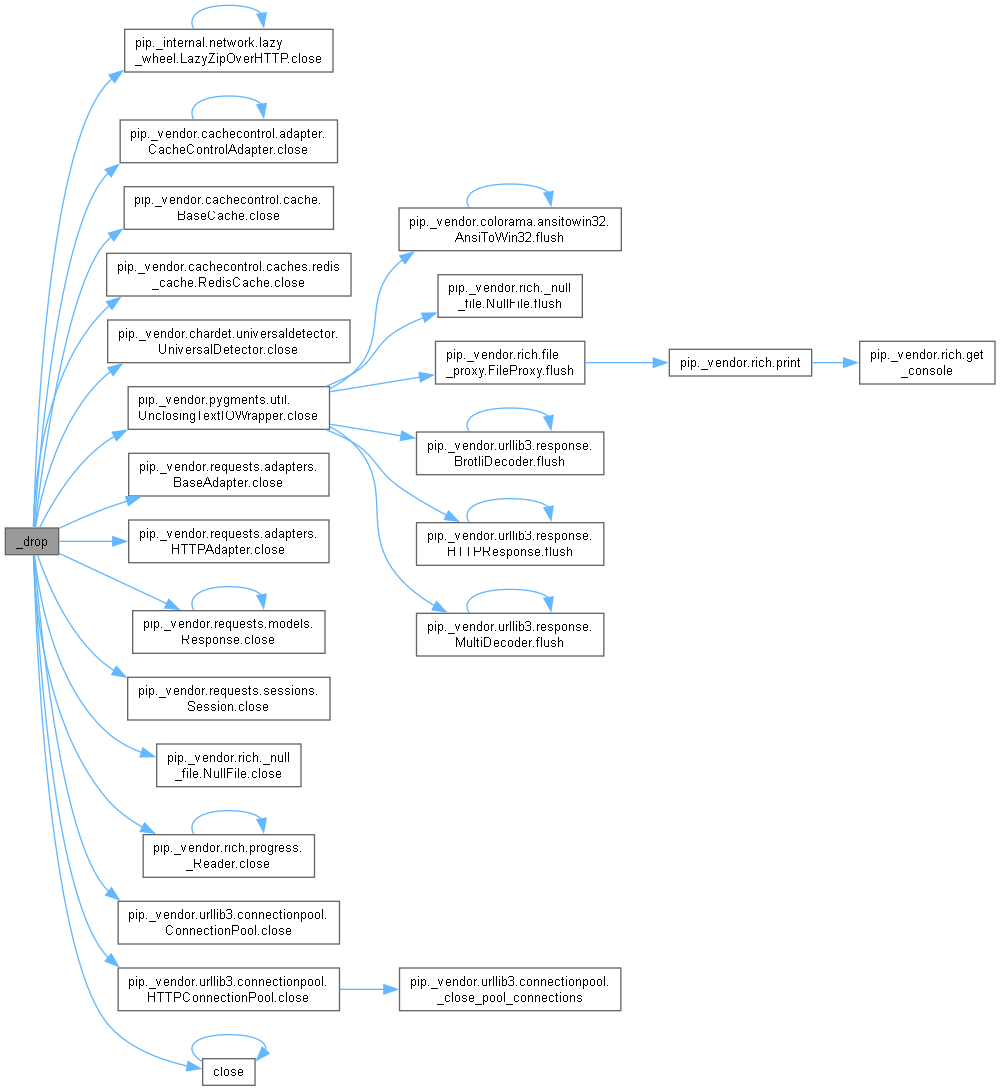 pip._internal.network.lazy
_wheel.LazyZipOverHTTP.close
pip._vendor.cachecontrol.adapter.
CacheControlAdapter.close
pip._vendor.cachecontrol.cache.
BaseCache.close
pip._vendor.cachecontrol.caches.redis
_cache.RedisCache.close
pip._vendor.chardet.universaldetector.
UniversalDetector.close
pip._vendor.pygments.util.
UnclosingTextIOWrapper.close
pip._vendor.requests.adapters.
BaseAdapter.close
_drop
pip._vendor.requests.adapters.
HTTPAdapter.close
pip._vendor.requests.models.
Response.close
pip._vendor.requests.sessions.
Session.close
pip._vendor.rich._null
_file.NullFile.close
pip._vendor.rich.progress.
_Reader.close
pip._vendor.urllib3.connectionpool.
ConnectionPool.close
pip._vendor.urllib3.connectionpool.
HTTPConnectionPool.close
close
pip._vendor.colorama.ansitowin32.
AnsiToWin32.flush
pip._vendor.rich._null
_file.NullFile.flush
pip._vendor.rich.file
_proxy.FileProxy.flush
pip._vendor.urllib3.response.
BrotliDecoder.flush
pip._vendor.urllib3.response.
HTTPResponse.flush
pip._vendor.urllib3.response.
MultiDecoder.flush
pip._vendor.urllib3.connectionpool.
_close_pool_connections
pip._vendor.rich.print
pip._vendor.rich.get
_console